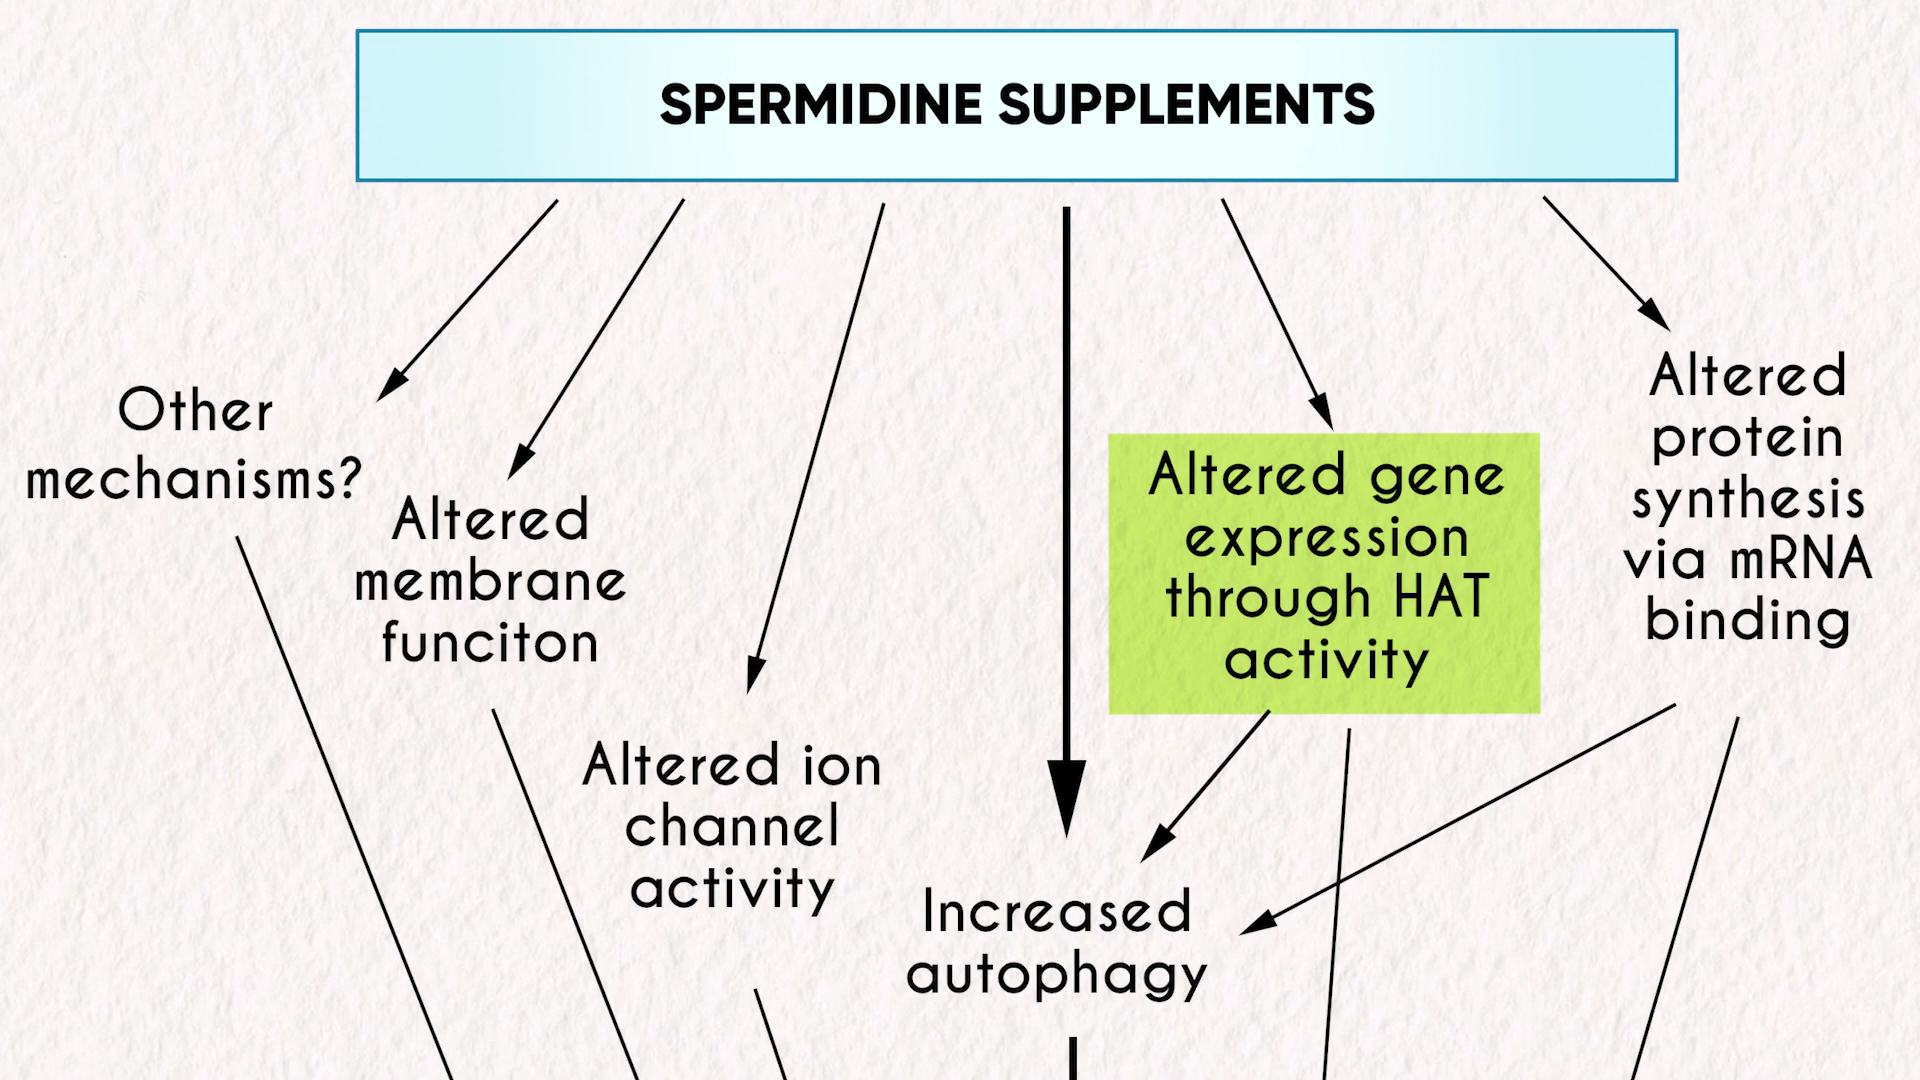 SPERMIDINE SUPPLEMENTS
Other
mechanisms?
Altered
membrane
funciton
Altered ion
channel
activity
Increased
autophagy
Altered gene
expression
through HAT
activity
Altered
protein
synthesis
via mRNA
binding